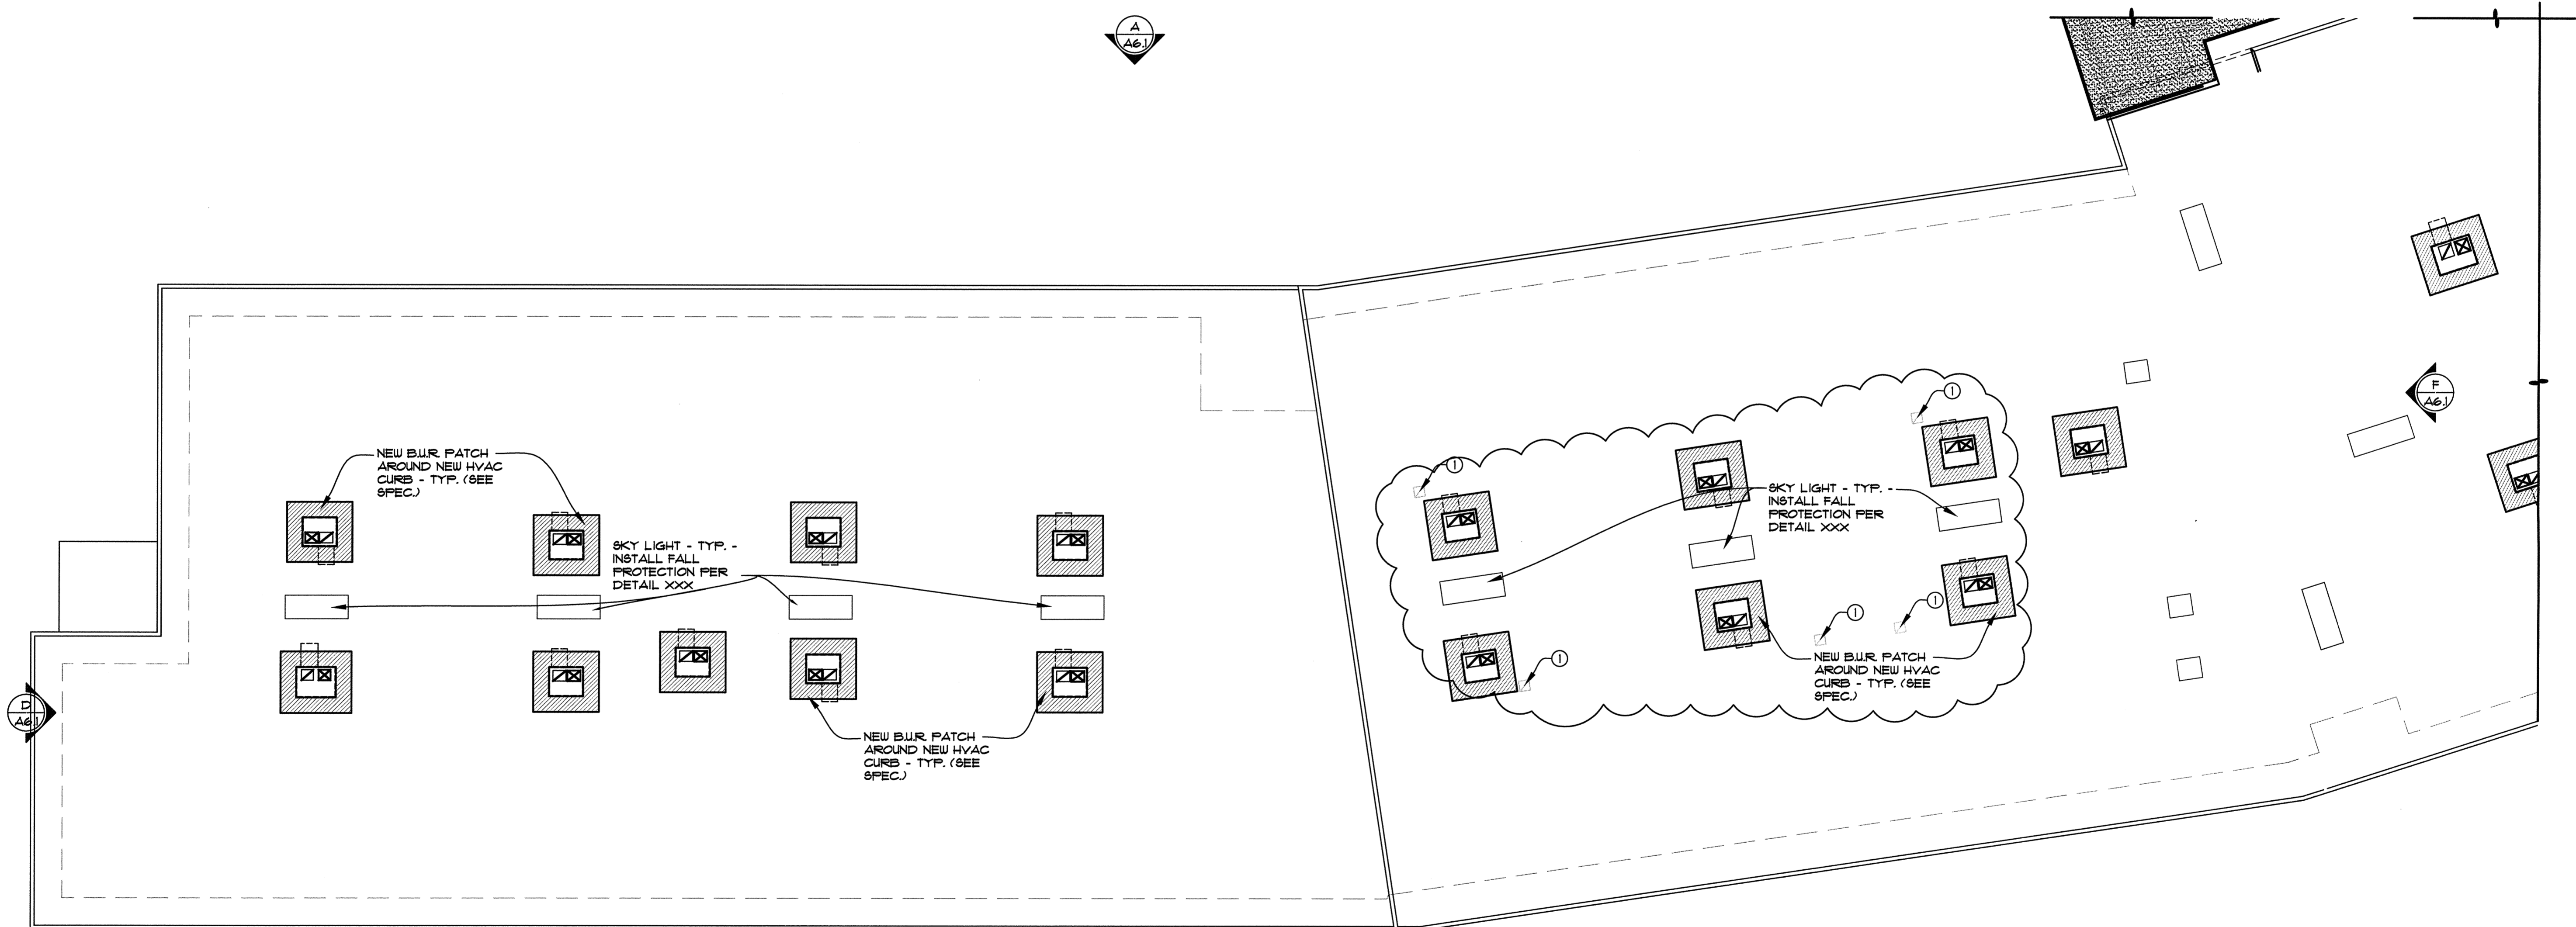 A
A6.1
NEW B.U.R. PATCH
AROUND NEW HVAC
CURB - TYP. (SEE
SPEC.)
SKY LIGHT - TYP. -
INSTALL FALL
PROTECTION PER
DETAIL XXX
NEW B.U.R. PATCH
AROUND NEW HVAC
CURB - TYP. (SEE
SPEC.)
D
A6.1
1
1
SKY LIGHT - TYP. -
INSTALL FALL
PROTECTION PER
DETAIL XXX
1
1
1
NEW B.U.R. PATCH
AROUND NEW HVAC
CURB - TYP. (SEE
SPEC.)
F
A6.1